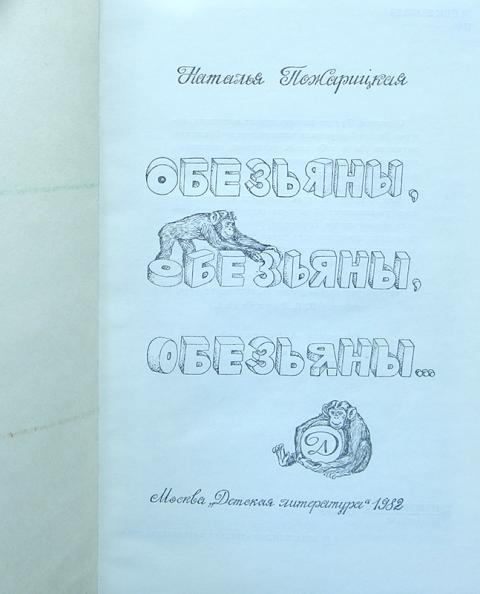 Наталья Пожарицкая
ОБЕЗЬЯНЫ,
ОБЕЗЬЯНЫ,
ОБЕЗЬЯНЫ...
Д
Москва „Детская литература“ 1982